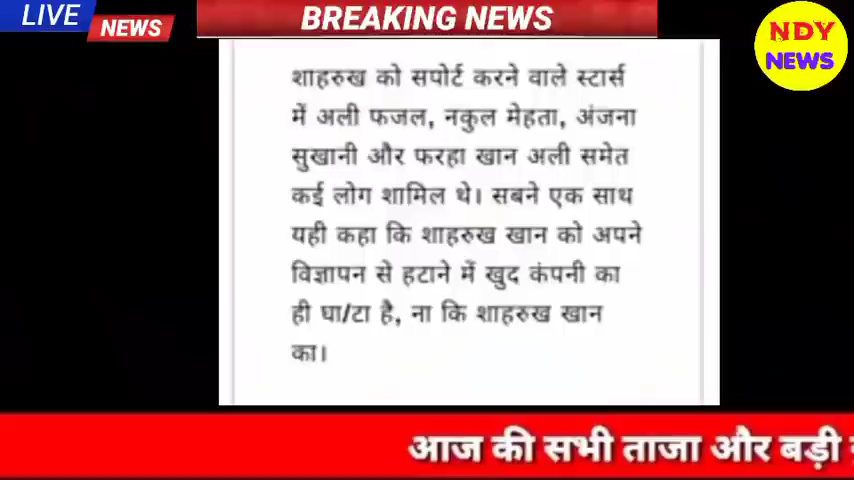 LIVE
NEWS
BREAKING NEWS
NDY
NEWS
शाहरुख को सपोर्ट करने वाले स्टार्स
में अली फजल, नकुल मेहता, अंजना
सुखानी और फरहा खान अली समेत
कई लोग शामिल थे। सबने एक साथ
यही कहा कि शाहरुख खान को अपने
विज्ञापन से हटाने में खुद कंपनी का
ही घा/टा है, ना कि शाहरुख खान
का।
आज की सभी ताजा और बड़ी